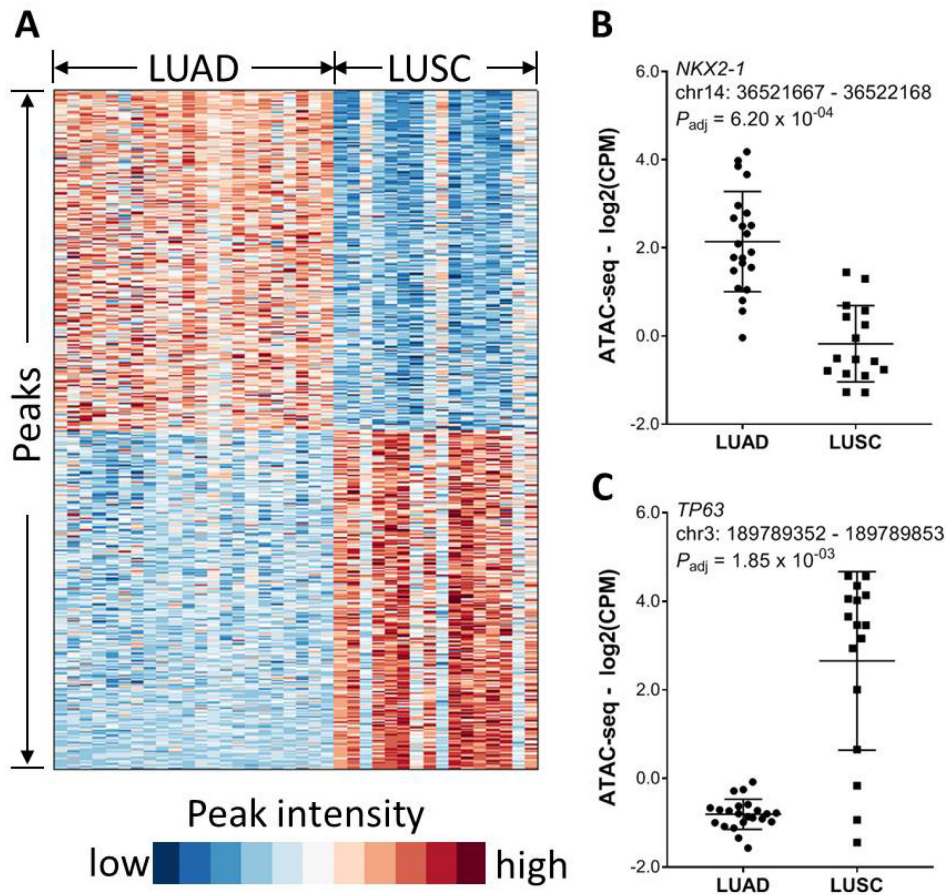 A
LUAD LUSC
Peaks
Peak intensity
low high
B
NKX2-1
chr14: 36521667 - 36522168
Padj = 6.20 x 10-04
ATAC-seq - log2(CPM)
6.0
4.0
2.0
0.0
-2.0
LUAD LUSC
C
TP63
chr3: 189789352 - 189789853
Padj = 1.85 x 10-03
ATAC-seq - log2(CPM)
6.0
4.0
2.0
0.0
-2.0
LUAD LUSC